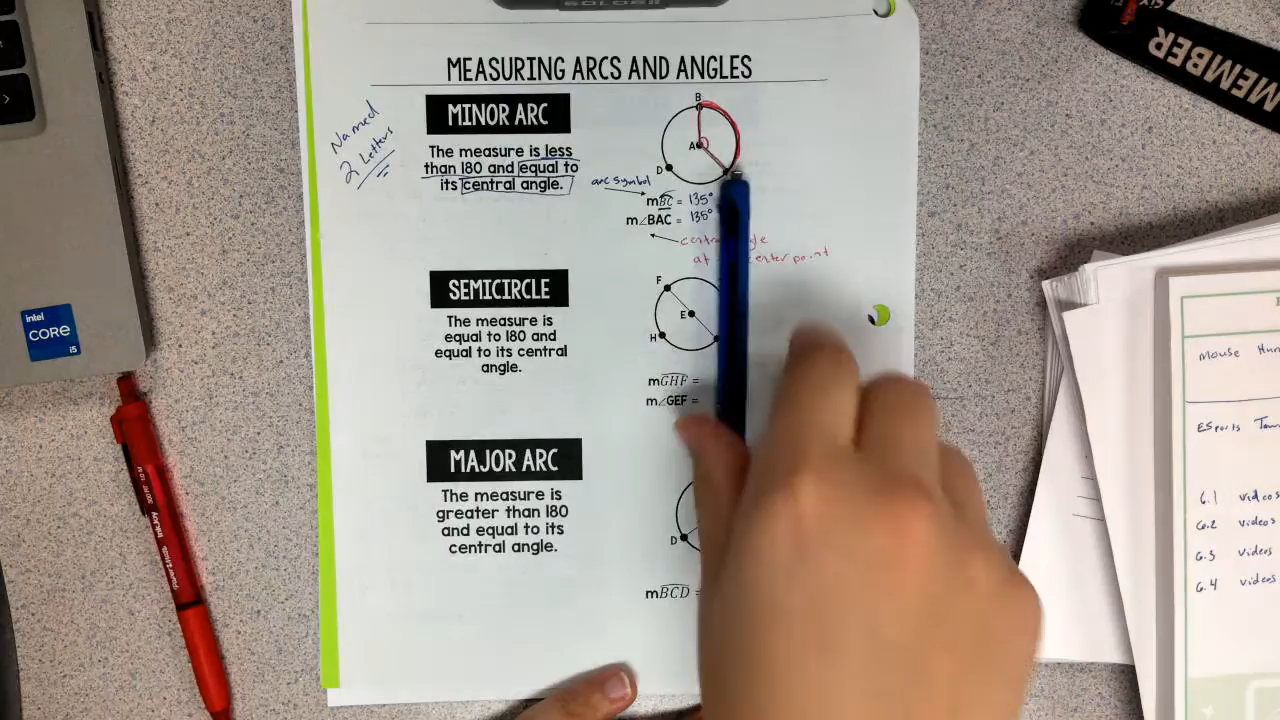 MEASURING ARCS AND ANGLES
MINOR ARC
Named
2 Letters
The measure is less
than 180 and equal to
its central angle.
B
A
D
arc symbol
mBC = 135°
m∠BAC = 135°
at center point
SEMICIRCLE
The measure is
equal to 180 and
equal to its central
angle.
F
E
H
mGHF =
m∠GEF =
MAJOR ARC
The measure is
greater than 180
and equal to its
central angle.
D
mBCD =
intel
CORE
i5
MEMBER
Mouse
Esports
6.1 videos
6.2 videos
6.3 videos
6.4 videos